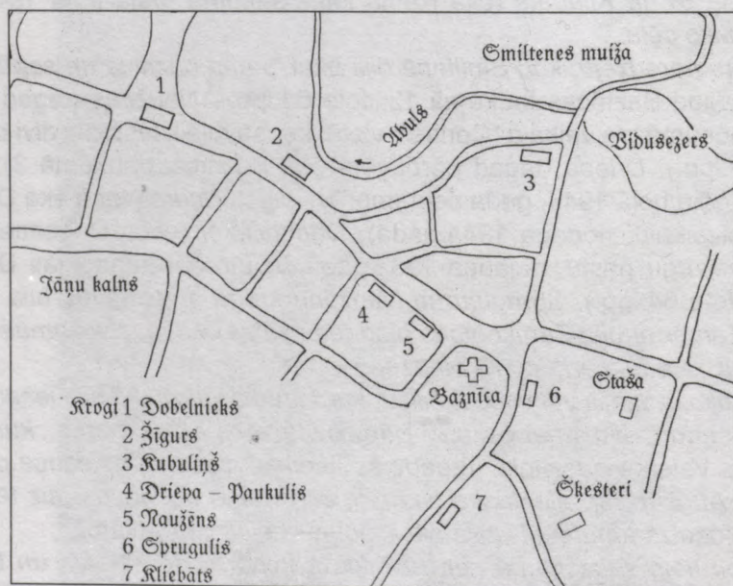 Smiltenes muiža
1
Abuls
Vidusezers
2
3
Jāņu kalns
4
5
Baznīca
6
Staša
7
Šķesteri
Krogi 1 Dobelnieks
2 Žigurs
3 Kubuliņš
4 Driepa - Paukulis
5 Naužēns
6 Sprugulis
7 Kliebāts